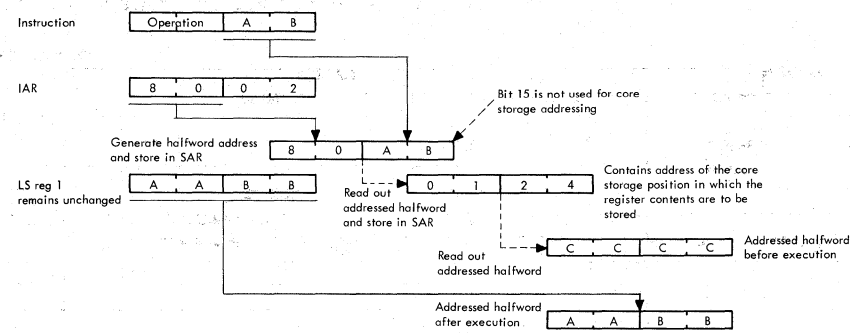 Instruction
Operation A B
IAR
8 0 0 2
Bit 15 is not used for core
storage addressing
Generate halfword address
and store in SAR
8 0 A B
LS reg 1
remains unchanged
A A B B
Read out
addressed halfword
and store in SAR
0 1 2 4
Contains address of the core
storage position in which the
register contents are to be
stored
Read out
addressed halfword
C C C C
Addressed halfword
before execution
Addressed halfword
after execution
A A B B